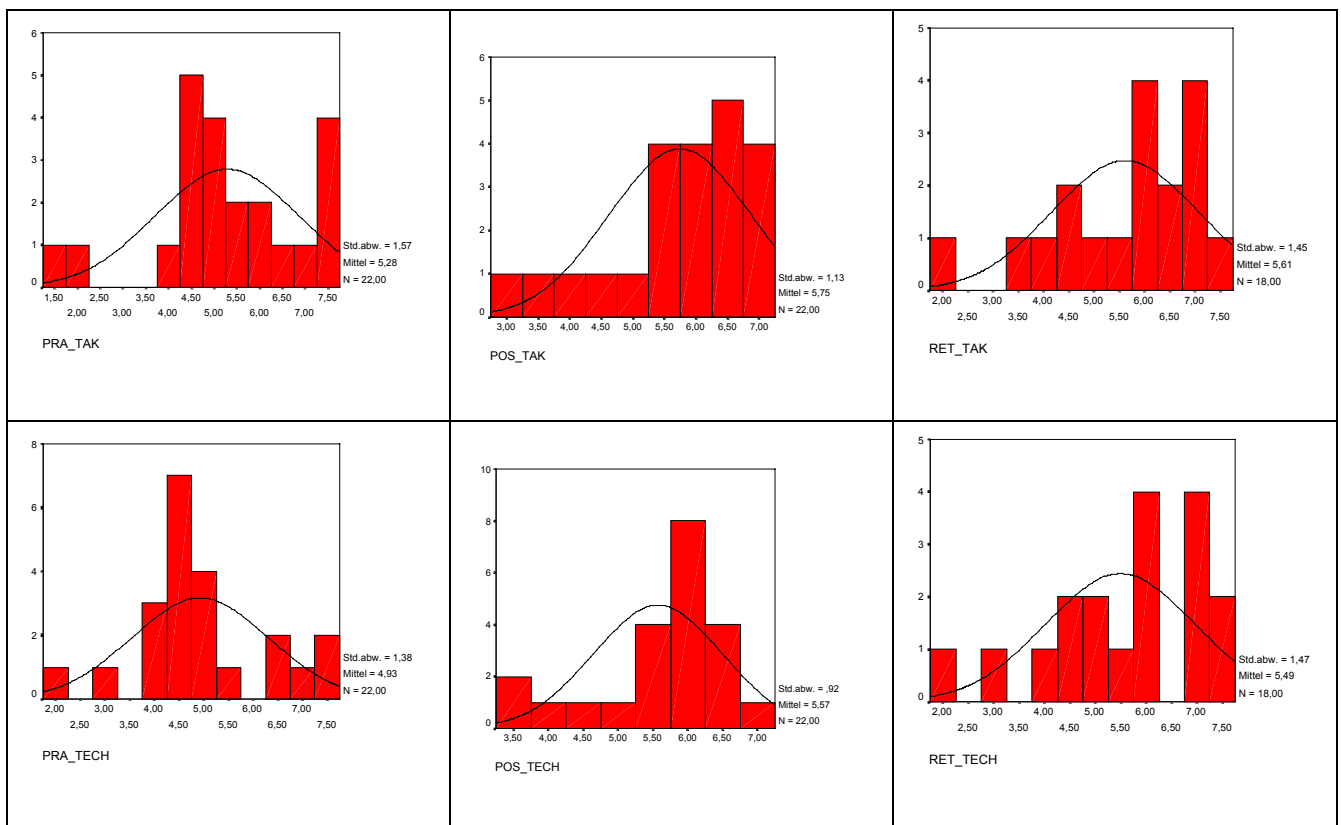 6
5
4
3
2
1
0
1,50 2,50 3,50 4,50 5,50 6,50 7,50
2,00 3,00 4,00 5,00 6,00 7,00
Std.abw. = 1,57
Mittel = 5,28
N = 22,00
PRA_TAK
6
5
4
3
2
1
0
3,00 3,50 4,00 4,50 5,00 5,50 6,00 6,50 7,00
Std.abw. = 1,13
Mittel = 5,75
N = 22,00
POS_TAK
5
4
3
2
1
0
2,00 3,00 4,00 5,00 6,00 7,00
2,50 3,50 4,50 5,50 6,50 7,50
Std.abw. = 1,45
Mittel = 5,61
N = 18,00
RET_TAK
8
6
4
2
0
2,00 3,00 4,00 5,00 6,00 7,00
2,50 3,50 4,50 5,50 6,50 7,50
Std.abw. = 1,38
Mittel = 4,93
N = 22,00
PRA_TECH
10
8
6
4
2
0
3,50 4,00 4,50 5,00 5,50 6,00 6,50 7,00
Std.abw. = ,92
Mittel = 5,57
N = 22,00
POS_TECH
5
4
3
2
1
0
2,00 3,00 4,00 5,00 6,00 7,00
2,50 3,50 4,50 5,50 6,50 7,50
Std.abw. = 1,47
Mittel = 5,49
N = 18,00
RET_TECH